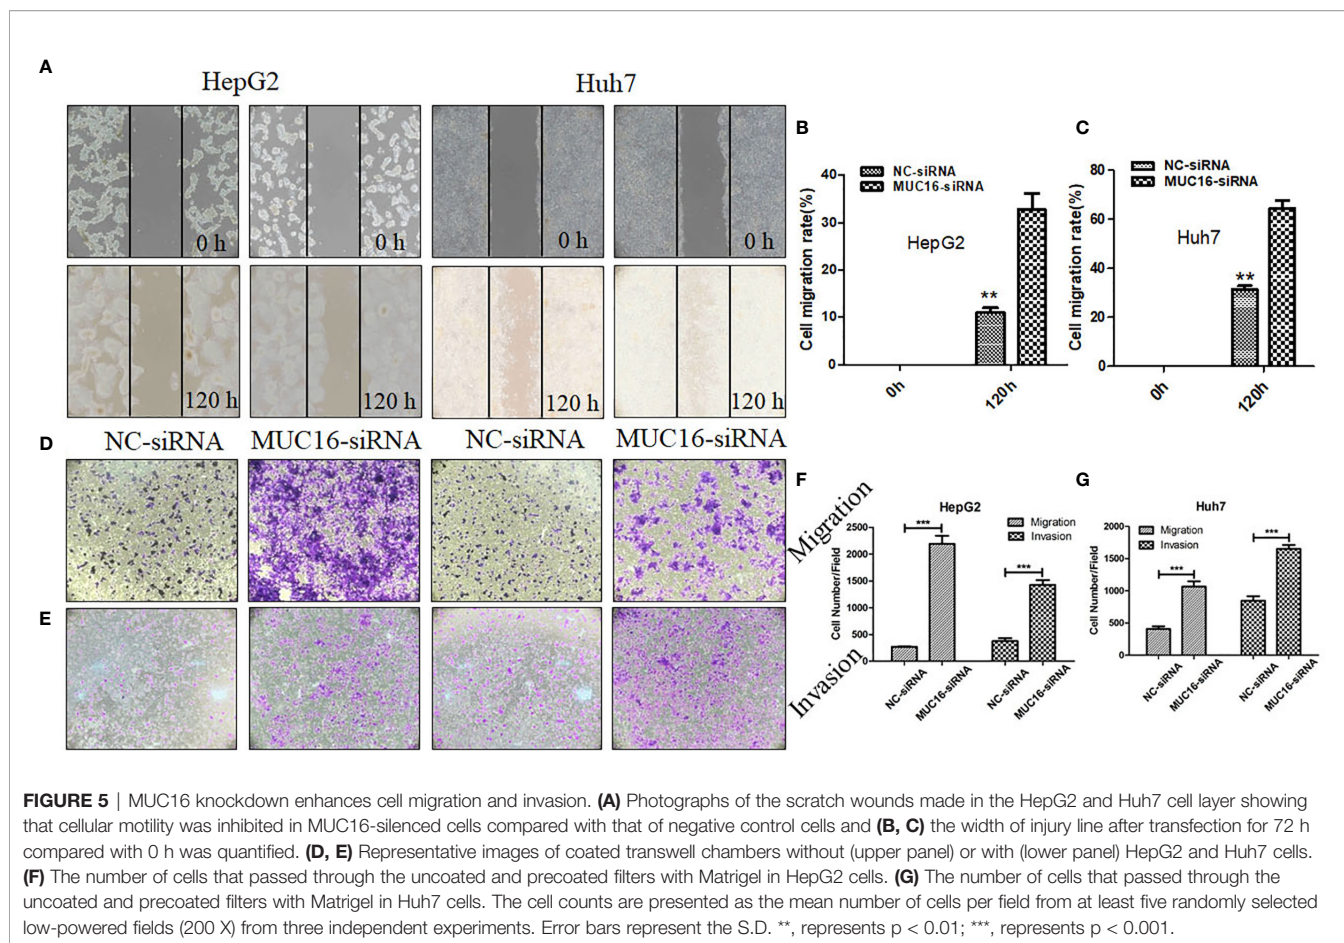 A
HepG2
Huh7
0 h
0 h
0 h
0 h
120 h
120 h
120 h
120 h
NC-siRNA
MUC16-siRNA
NC-siRNA
MUC16-siRNA
B
NC-siRNA
MUC16-siRNA
Cell migration rate(%)
40
30
20
10
0
HepG2
**
0h
120h
C
NC-siRNA
MUC16-siRNA
Cell migration rate(%)
80
60
40
20
0
Huh7
**
0h
120h
D
Migration
E
Invasion
F
HepG2
Migration
Invasion
Cell Number/Field
2500
2000
1500
1000
500
0
***
***
NC-siRNA
MUC16-siRNA
NC-siRNA
MUC16-siRNA
G
Huh7
Migration
Invasion
Cell Number/Field
2000
1500
1000
500
0
***
***
NC-siRNA
MUC16-siRNA
NC-siRNA
MUC16-siRNA
FIGURE 5 | MUC16 knockdown enhances cell migration and invasion. (A) Photographs of the scratch wounds made in the HepG2 and Huh7 cell layer showing
that cellular motility was inhibited in MUC16-silenced cells compared with that of negative control cells and (B, C) the width of injury line after transfection for 72 h
compared with 0 h was quantified. (D, E) Representative images of coated transwell chambers without (upper panel) or with (lower panel) HepG2 and Huh7 cells.
(F) The number of cells that passed through the uncoated and precoated filters with Matrigel in HepG2 cells. (G) The number of cells that passed through the
uncoated and precoated filters with Matrigel in Huh7 cells. The cell counts are presented as the mean number of cells per field from at least five randomly selected
low-powered fields (200 X) from three independent experiments. Error bars represent the S.D. **, represents p < 0.01; ***, represents p < 0.001.